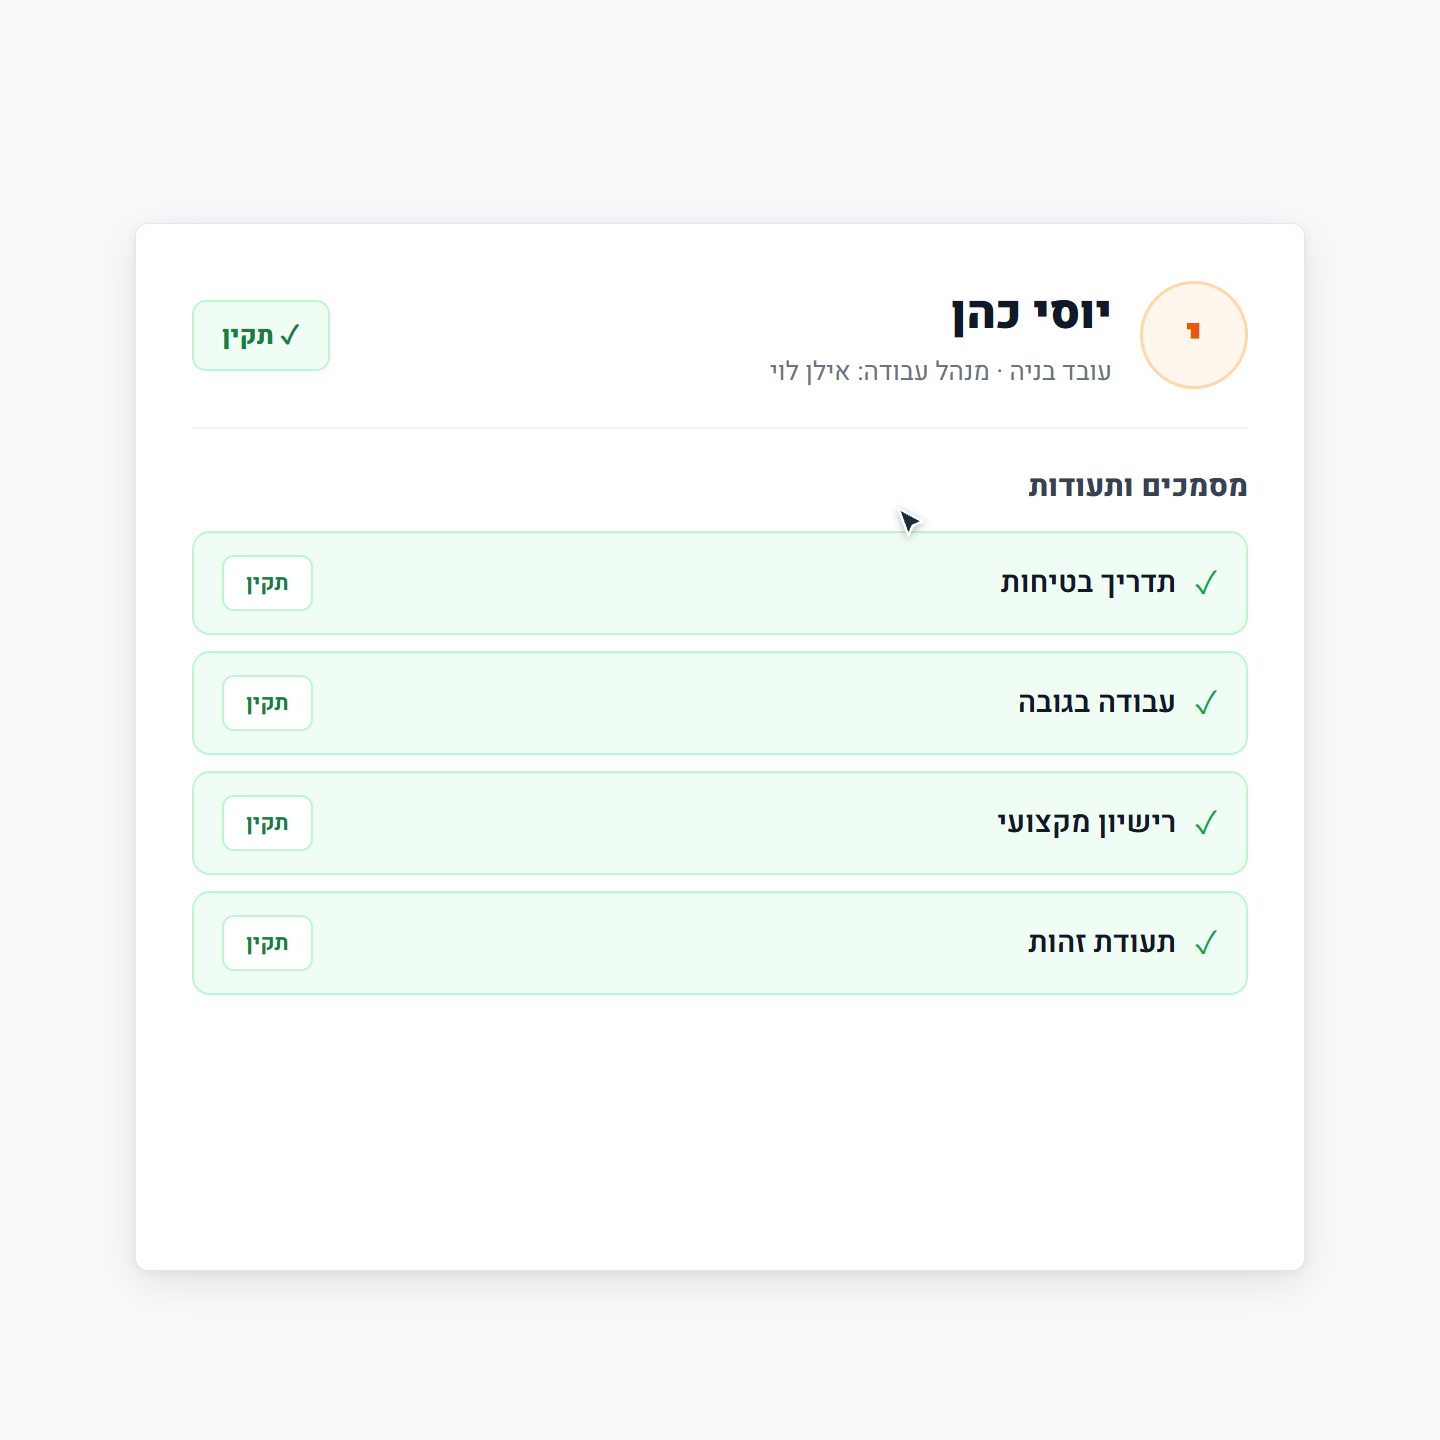 י
יוסי כהן
עובד בניה · מנהל עבודה: אילן לוי
✓ תקין
מסמכים ותעודות
✓ תדריך בטיחות תקין
✓ עבודה בגובה תקין
✓ רישיון מקצועי תקין
✓ תעודת זהות תקין